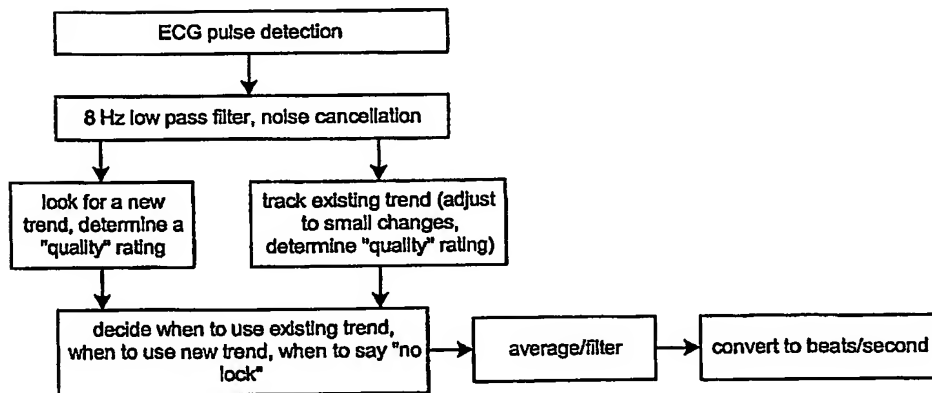 ECG pulse detection
8 Hz low pass filter, noise cancellation
look for a new
trend, determine a
"quality" rating
track existing trend (adjust
to small changes,
determine "quality" rating)
decide when to use existing trend,
when to use new trend, when to say "no
lock"
average/filter
convert to beats/second